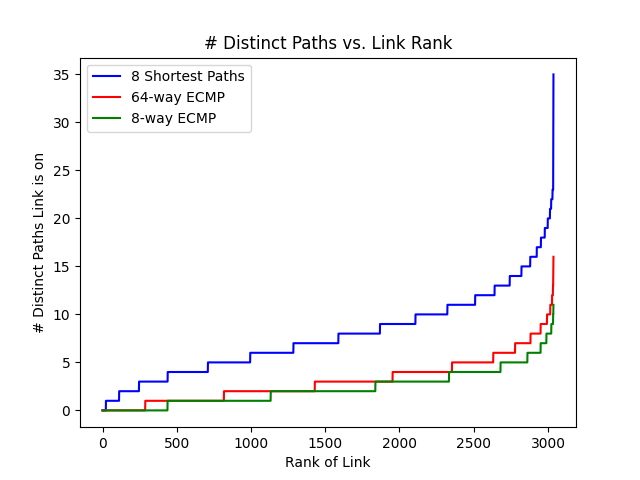 # Distinct Paths vs. Link Rank
8 Shortest Paths
64-way ECMP
8-way ECMP
35
30
25
20
15
10
5
0
# Distinct Paths Link is on
0 500 1000 1500 2000 2500 3000
Rank of Link